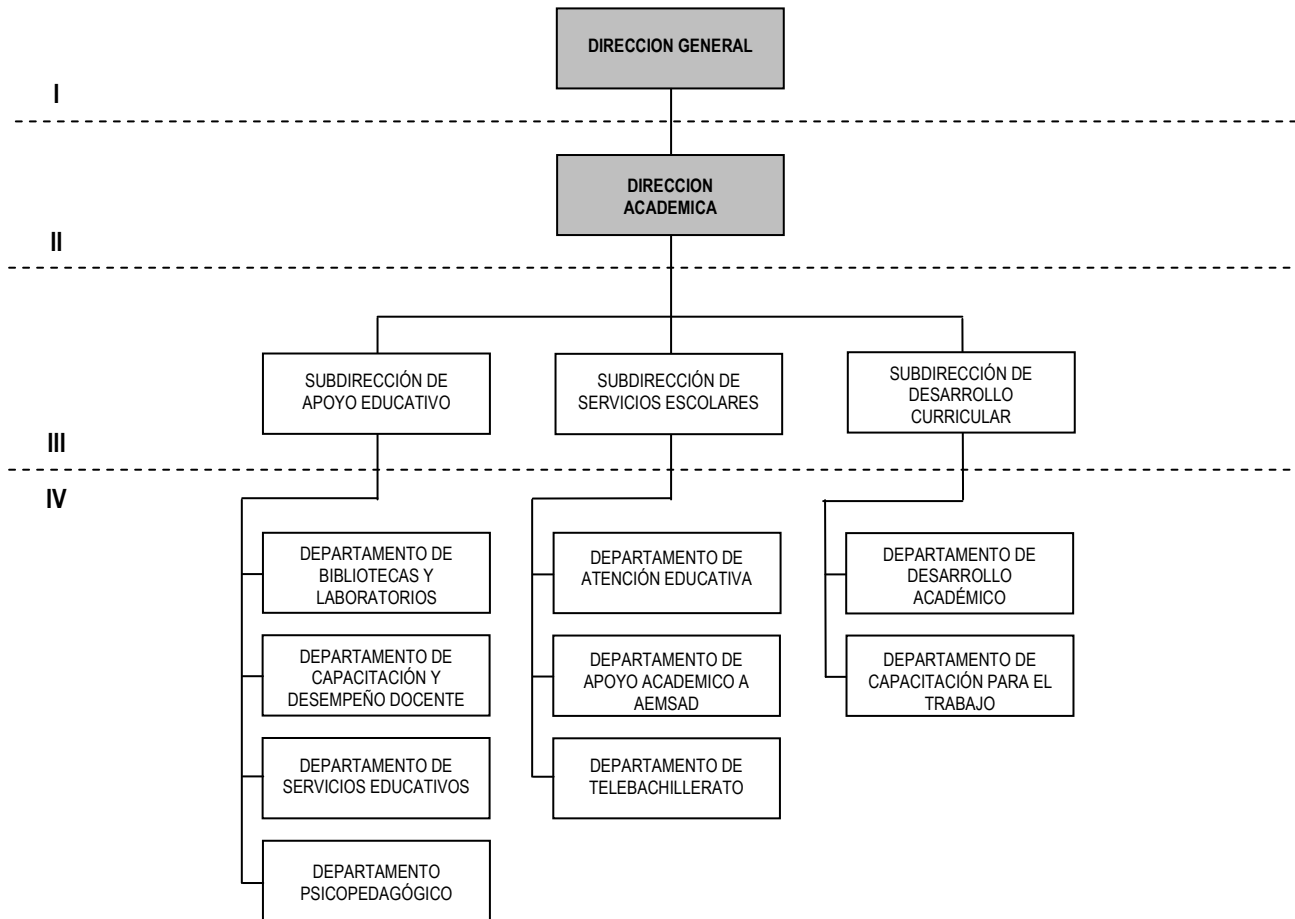 DIRECCION GENERAL
I
DIRECCION
ACADEMICA
II
SUBDIRECCIÓN DE
APOYO EDUCATIVO
SUBDIRECCIÓN DE
SERVICIOS ESCOLARES
SUBDIRECCIÓN DE
DESARROLLO
CURRICULAR
III
IV
DEPARTAMENTO DE
BIBLIOTECAS Y
LABORATORIOS
DEPARTAMENTO DE
CAPACITACIÓN Y
DESEMPEÑO DOCENTE
DEPARTAMENTO DE
SERVICIOS EDUCATIVOS
DEPARTAMENTO
PSICOPEDAGÓGICO
DEPARTAMENTO DE
ATENCIÓN EDUCATIVA
DEPARTAMENTO DE
APOYO ACADEMICO A
AEMSAD
DEPARTAMENTO DE
TELEBACHILLERATO
DEPARTAMENTO DE
DESARROLLO
ACADÉMICO
DEPARTAMENTO DE
CAPACITACIÓN PARA EL
TRABAJO